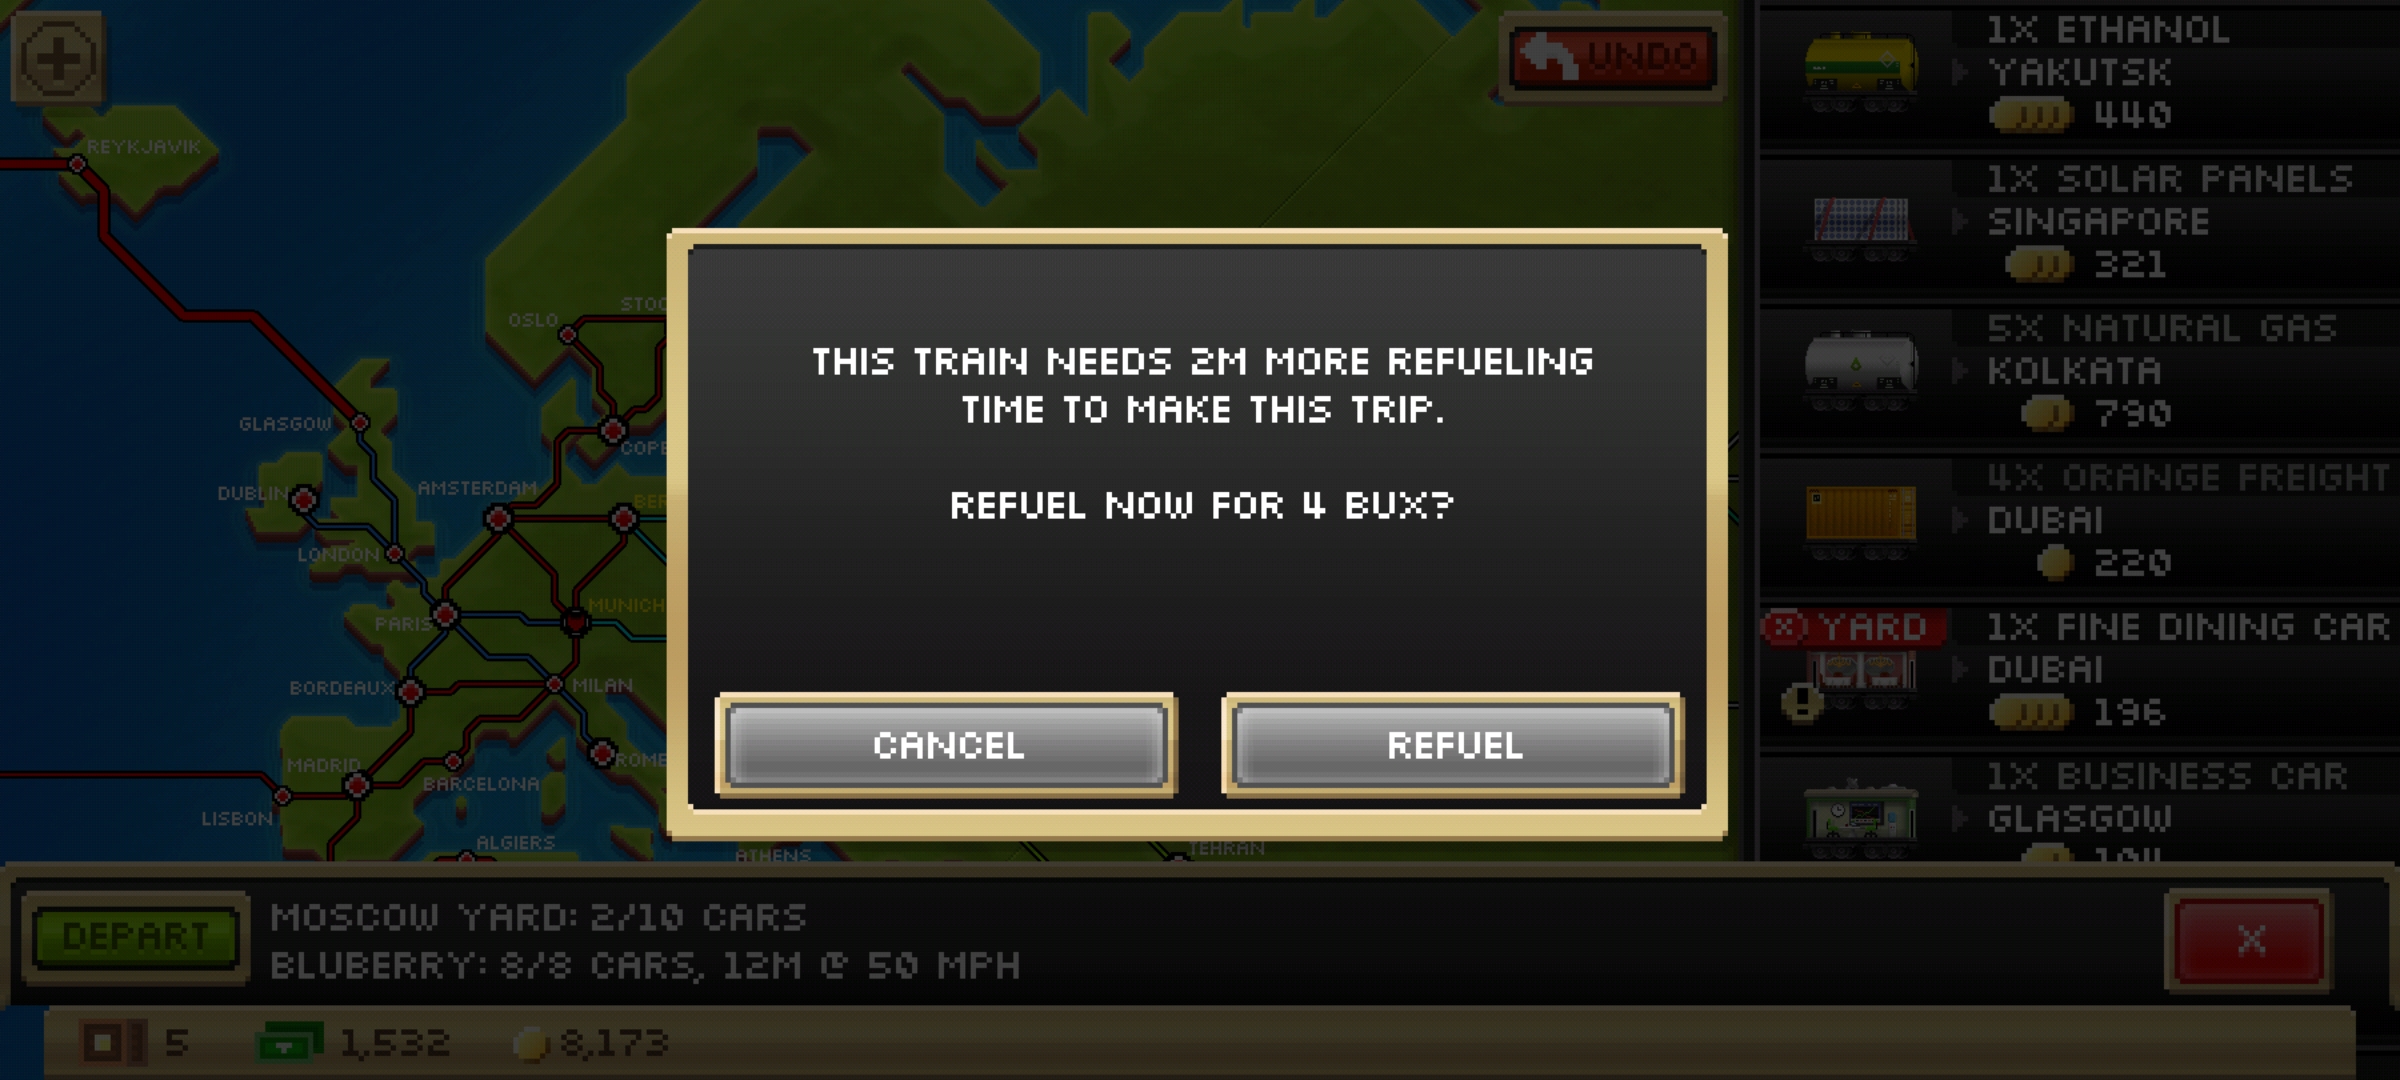 UNDO
REYKJAVIK
OSLO
GLASGOW
DUBLIN
AMSTERDAM
LONDON
PARIS
MUNICH
BORDEAUX
MILAN
MADRID
BARCELONA
ROME
LISBON
ALGIERS
ATHENS
TEHRAN
THIS TRAIN NEEDS 2M MORE REFUELING
TIME TO MAKE THIS TRIP.
REFUEL NOW FOR 4 BUX?
CANCEL
REFUEL
1X ETHANOL
YAKUTSK
440
1X SOLAR PANELS
SINGAPORE
321
5X NATURAL GAS
KOLKATA
790
4X ORANGE FREIGHT
DUBAI
220
X YARD
1X FINE DINING CAR
DUBAI
196
1X BUSINESS CAR
GLASGOW
DEPART
MOSCOW YARD: 2/10 CARS
BLUBERRY: 8/8 CARS, 12M @ 50 MPH
X
5
1,532
8,173